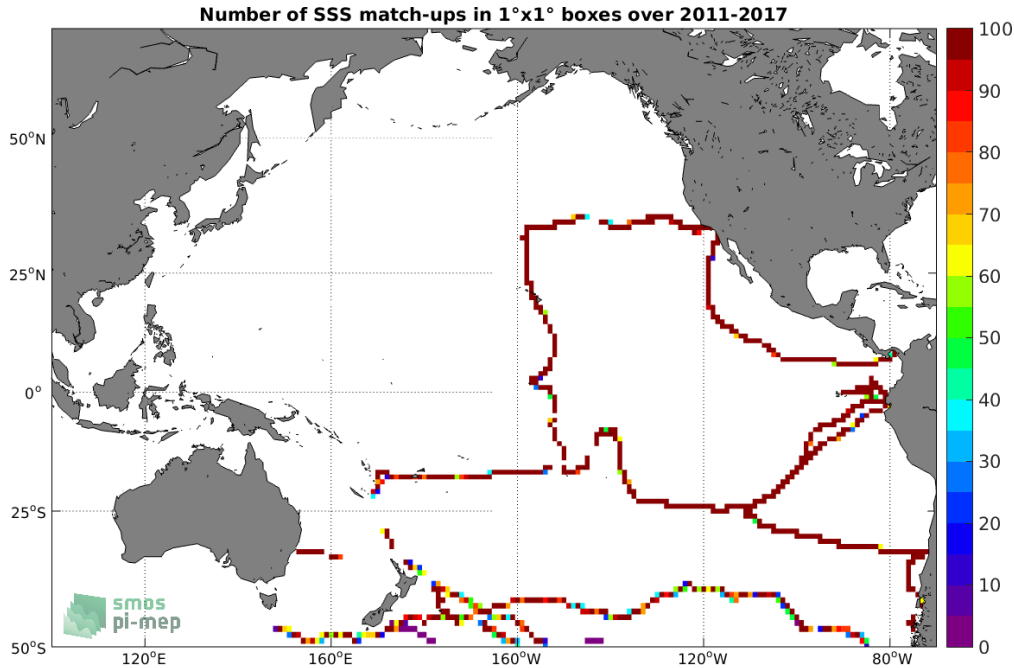 Number of SSS match-ups in 1°x1° boxes over 2011-2017
50°N
25°N
0°
25°S
50°S
120°E
160°E
160°W
120°W
80°W
100
90
80
70
60
50
40
30
20
10
0
smos
pi-mep